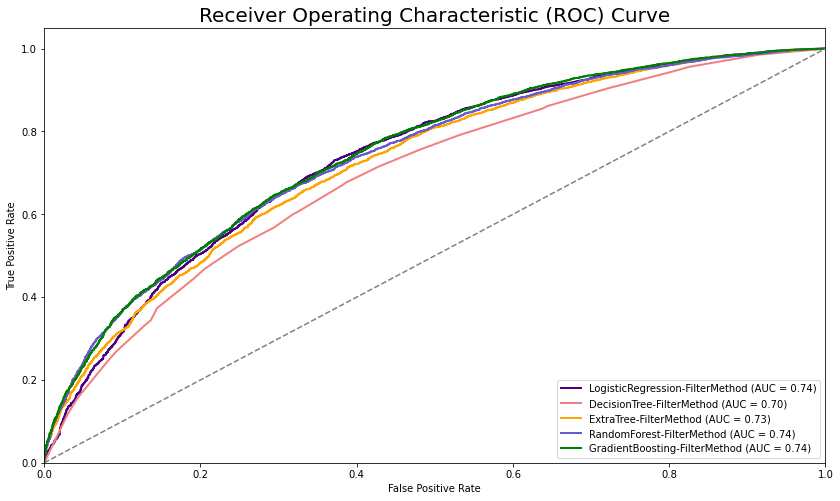 Receiver Operating Characteristic (ROC) Curve
1.0
0.8
0.6
0.4
0.2
0.0
True Positive Rate
0.0 0.2 0.4 0.6 0.8 1.0
False Positive Rate
LogisticRegression-FilterMethod (AUC = 0.74)
DecisionTree-FilterMethod (AUC = 0.70)
ExtraTree-FilterMethod (AUC = 0.73)
RandomForest-FilterMethod (AUC = 0.74)
GradientBoosting-FilterMethod (AUC = 0.74)